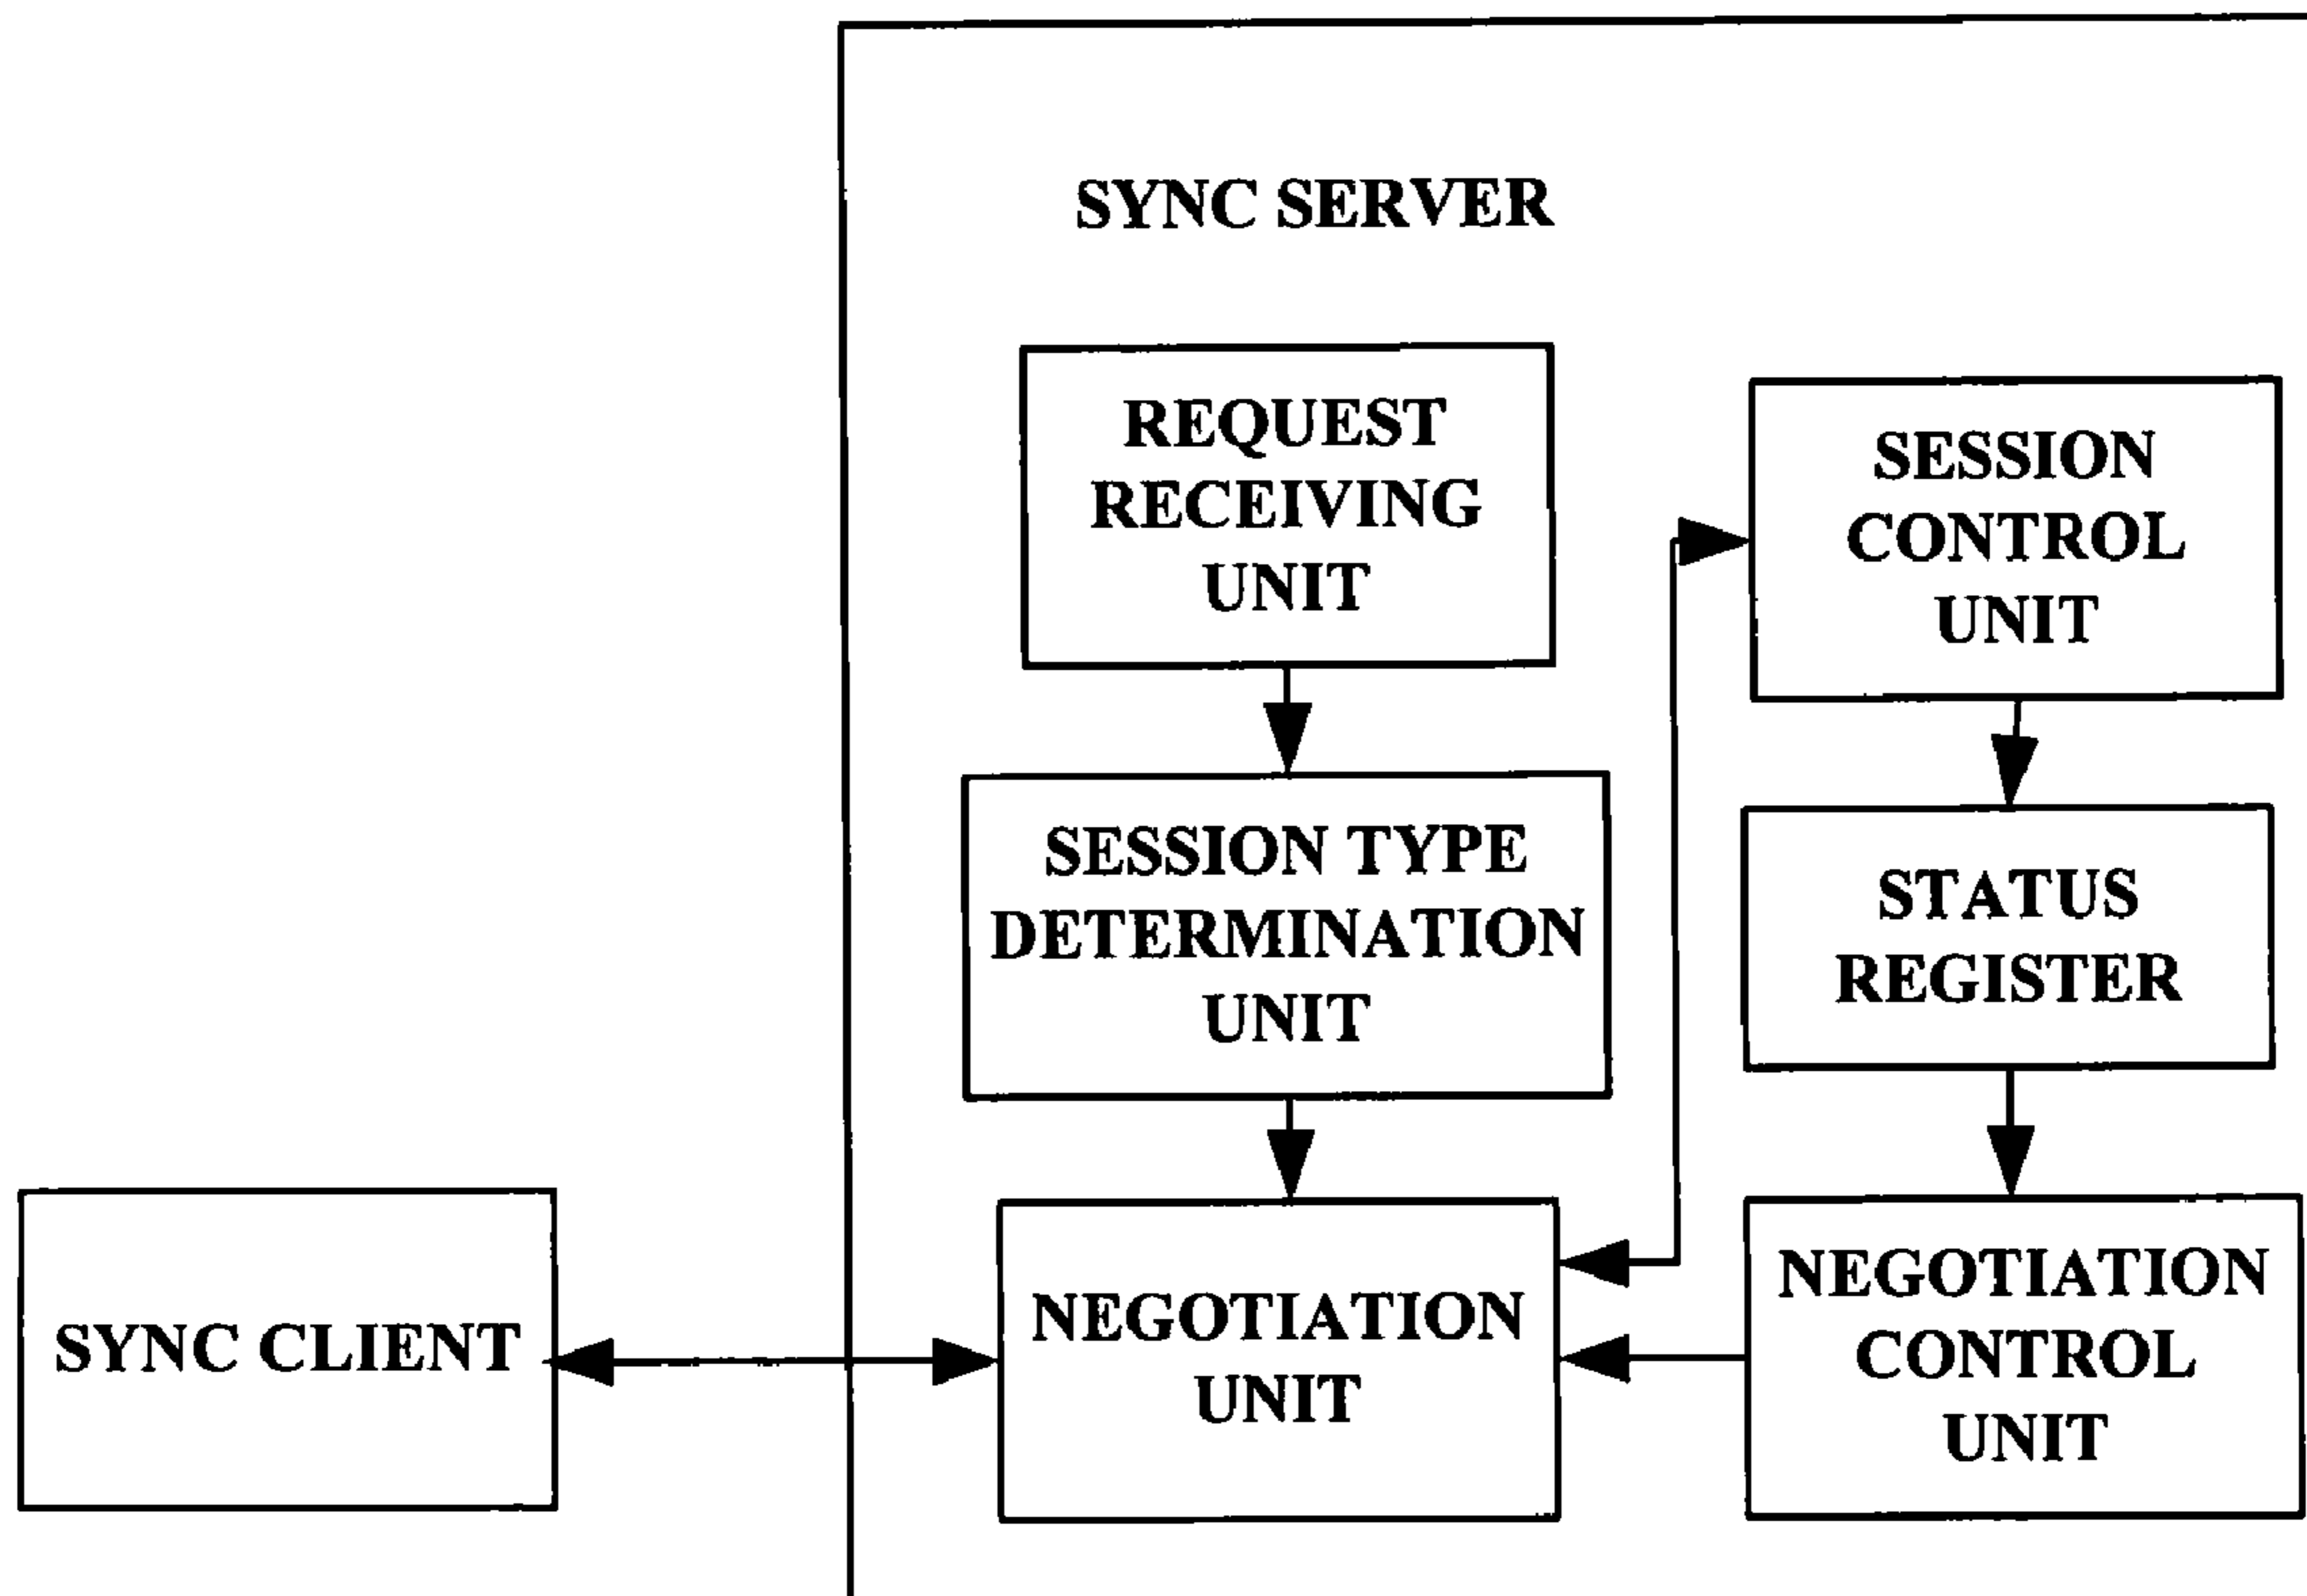 SYNC SERVER
REQUEST
RECEIVING
UNIT
SESSION
CONTROL
UNIT
SESSION TYPE
DETERMINATION
UNIT
STATUS
REGISTER
SYNC CLIENT
NEGOTIATION
UNIT
NEGOTIATION
CONTROL
UNIT